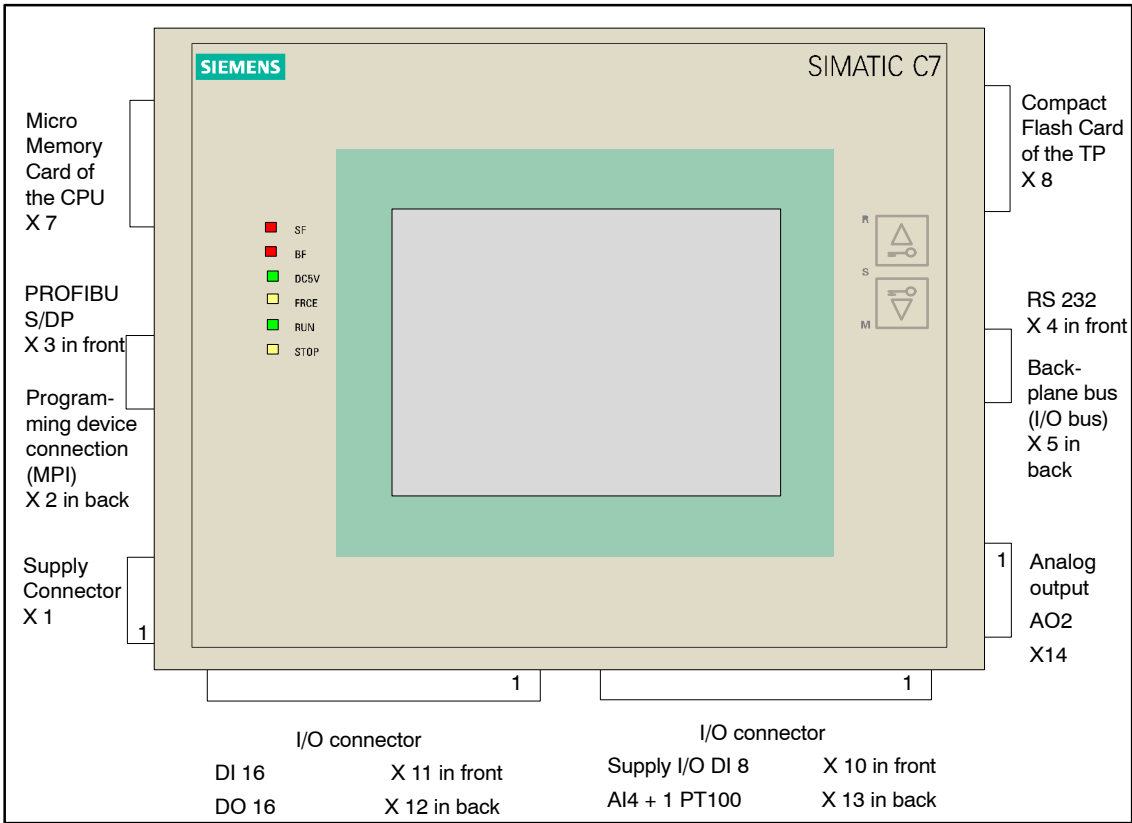 SIEMENS
SIMATIC C7
Micro
Memory
Card of
the CPU
X 7
Compact
Flash Card
of the TP
X 8
SF
BF
DC5V
FRCE
RUN
STOP
R
S
M
PROFIBU
S/DP
X 3 in front
Program-
ming device
connection
(MPI)
X 2 in back
RS 232
X 4 in front
Back-
plane bus
(I/O bus)
X 5 in
back
Supply
Connector
X 1
1
1
Analog
output
AO2
X14
1
1
I/O connector
DI 16 X 11 in front
DO 16 X 12 in back
I/O connector
Supply I/O DI 8 X 10 in front
AI4 + 1 PT100 X 13 in back